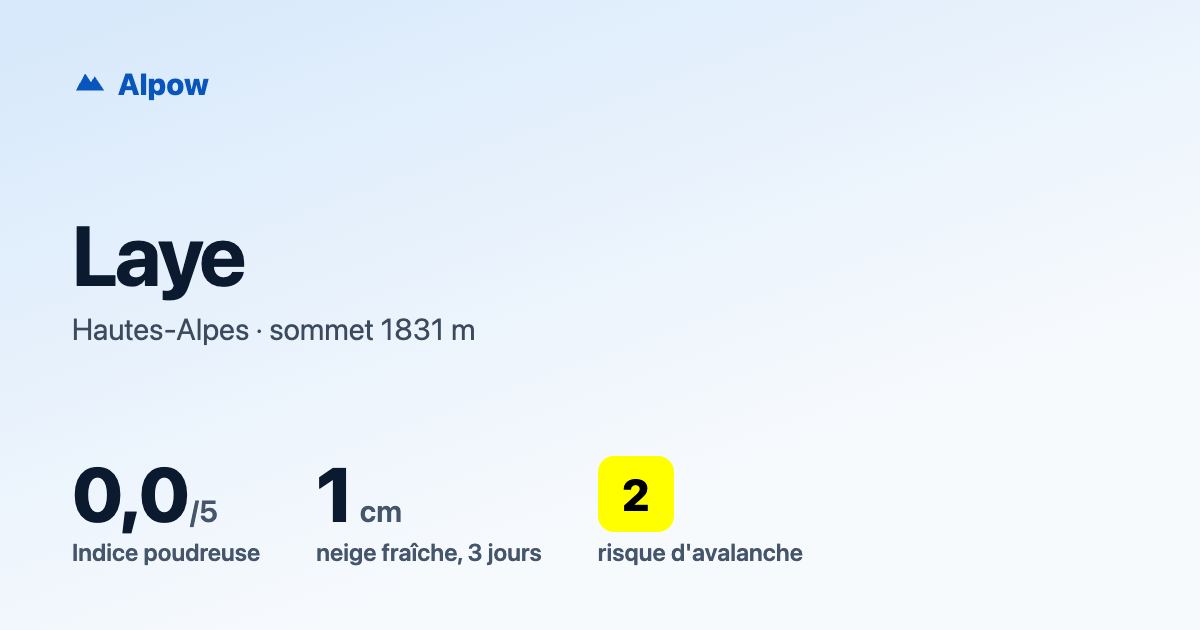 Alpow
Laye
Hautes-Alpes · sommet 1831 m
0,0/5
Indice poudreuse
1 cm
neige fraîche, 3 jours
2
risque d'avalanche